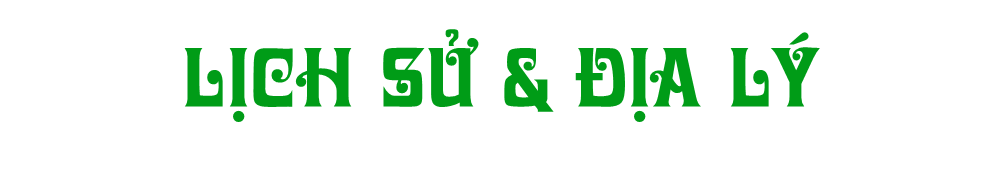 LỊCH SỬ & ĐỊA LÝ